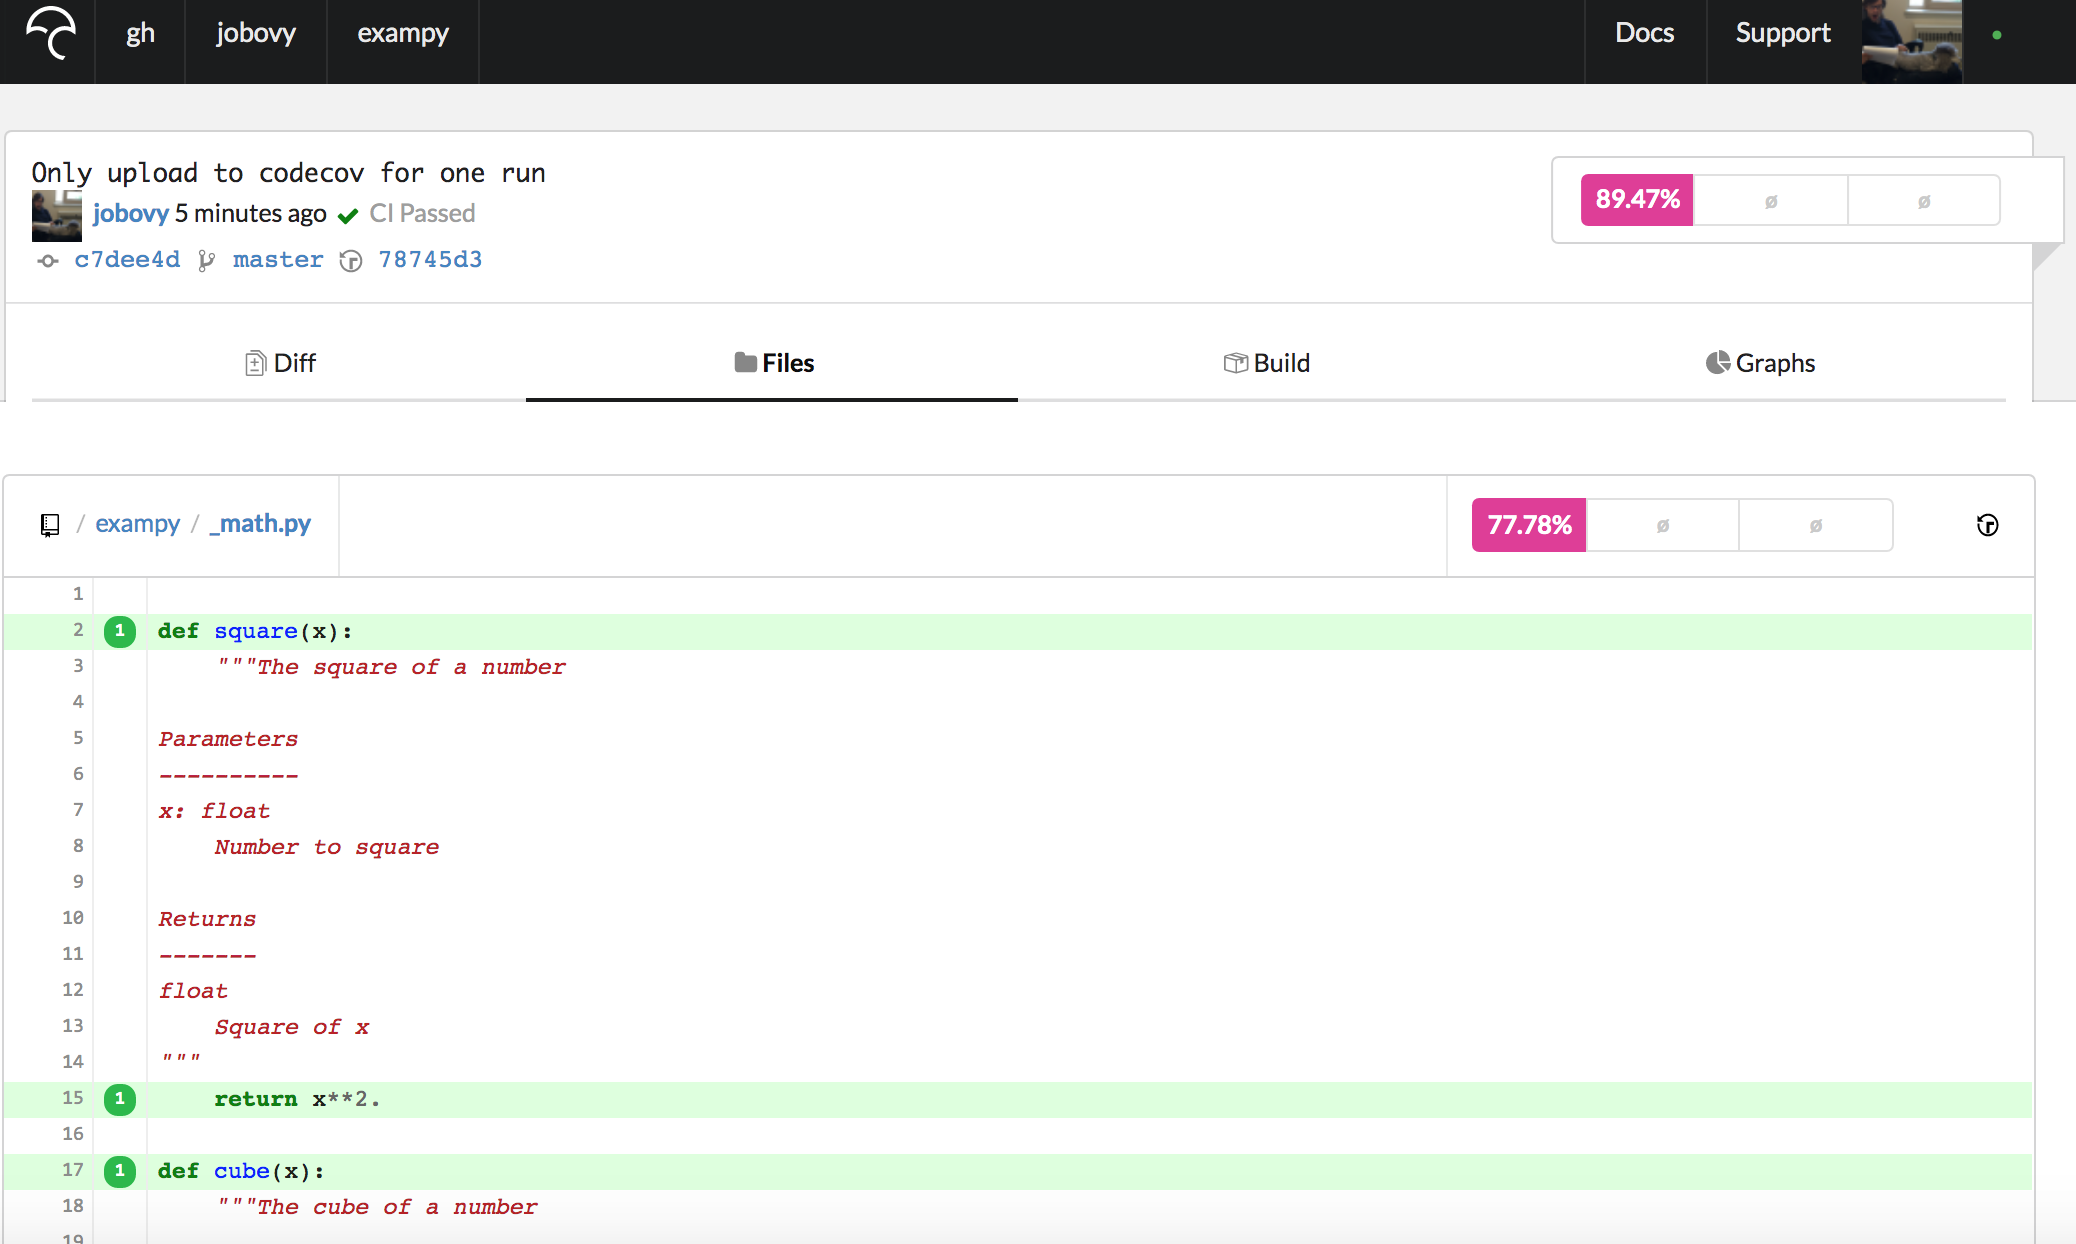 gh jobovy exampy Docs Support
Only upload to codecov for one run
jobovy 5 minutes ago CI Passed
89.47% ø ø
c7dee4d master 78745d3
Diff Files Build Graphs
/ exampy / _math.py 77.78% ø ø
1
2 1 def square(x):
3 """The square of a number
4
5 Parameters
6 ----------
7 x: float
8 Number to square
9
10 Returns
11 -------
12 float
13 Square of x
14 """
15 1 return x**2.
16
17 1 def cube(x):
18 """The cube of a number
19